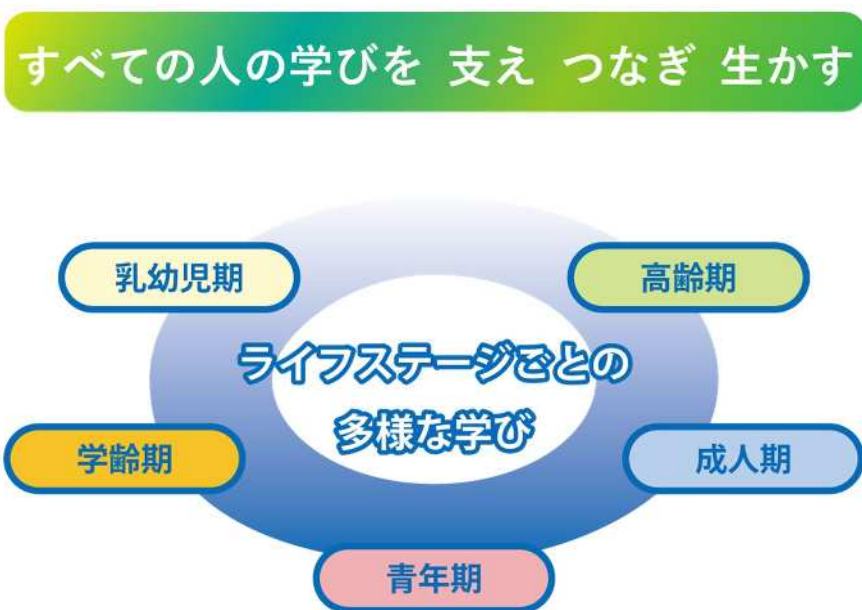 すべての人の学びを 支え つなぎ 生かす
乳幼児期
高齢期
ライフステージごとの
多様な学び
学齢期
成人期
青年期